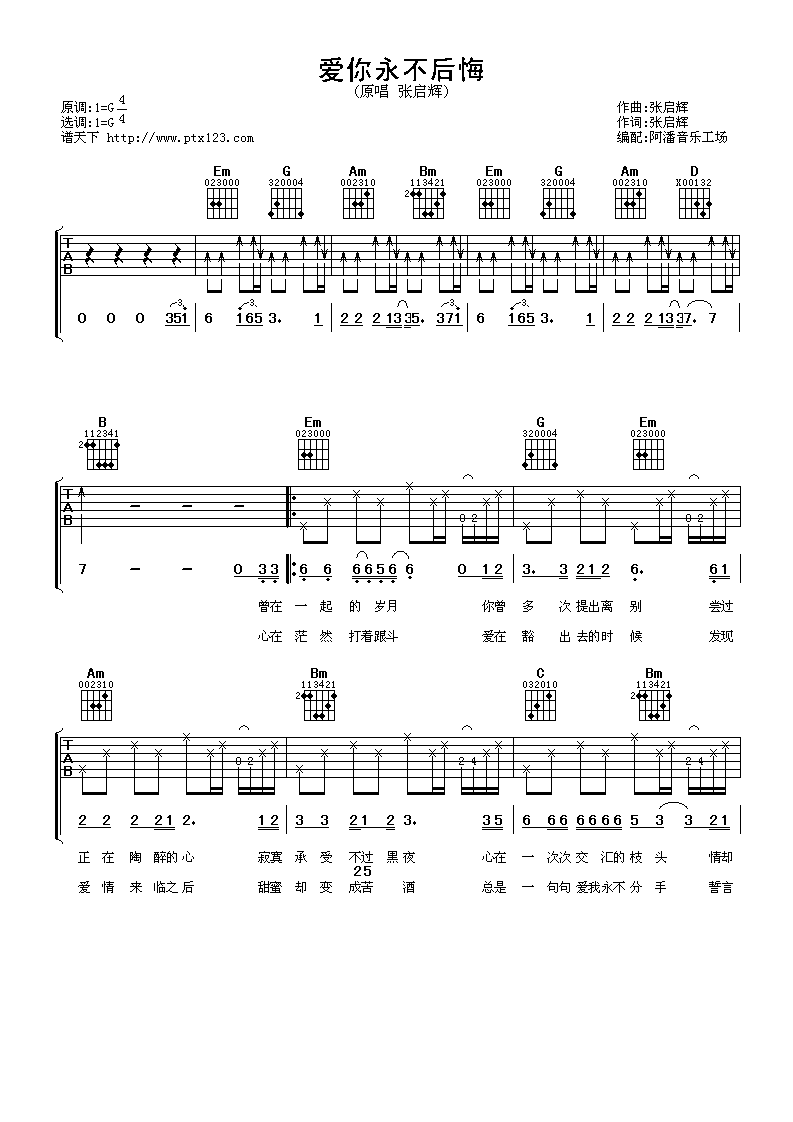 爱你永不后悔
(原唱 张启辉)
原调:1=G 4/4
选调:1=G
谱天下 http://www.ptx123.com
作曲:张启辉
作词:张启辉
编配:阿潘音乐工场
Em G Am Bm Em G Am D
023000 320004 002310 113421 023000 320004 002310 X00132
2
T A B
0 0 0 351 6 165 3. 1 22 213 35. 371 6 165 3. 1 22 213 37. 7
B Em G Em
112341 023000 320004 023000
2
T A B
0 2 0 2
7 - - 0 33 6 6 6656 6 0 12 3. 3 212 6. 61
曾在 一 起 的 岁月 你曾 多 次 提出离 别 尝过
心在 茫 然 打着跟斗 爱在 豁 出 去的时 候 发现
Am Bm C Bm
002310 113421 032010 113421
2 2
T A B
0 2 2 4 2 4
2 2 2 21 2. 12 3 3 21 2 3. 35 6 66 6666 5 3 3 21
正 在 陶 醉的心 寂寞 承 受 不过 黑夜 心在 一 次次 交 汇的 枝 头 情却
25
爱 情 来 临之后 甜蜜 却 变 成苦 酒 总是 一 句句 爱我永不 分 手 誓言